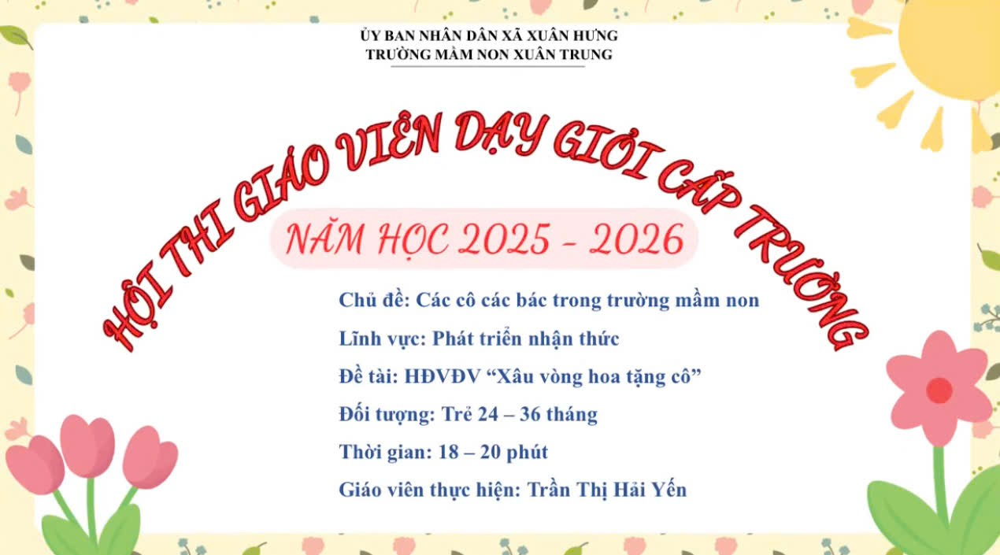 ỦY BAN NHÂN DÂN XÃ XUÂN HƯNG
TRƯỜNG MẦM NON XUÂN TRUNG
HỘI THI GIÁO VIÊN DẠY GIỎI CẤP TRƯỜNG
NĂM HỌC 2025 - 2026
Chủ đề: Các cô các bác trong trường mầm non
Lĩnh vực: Phát triển nhận thức
Đề tài: HĐVĐV “Xâu vòng hoa tặng cô”
Đối tượng: Trẻ 24 – 36 tháng
Thời gian: 18 – 20 phút
Giáo viên thực hiện: Trần Thị Hải Yến